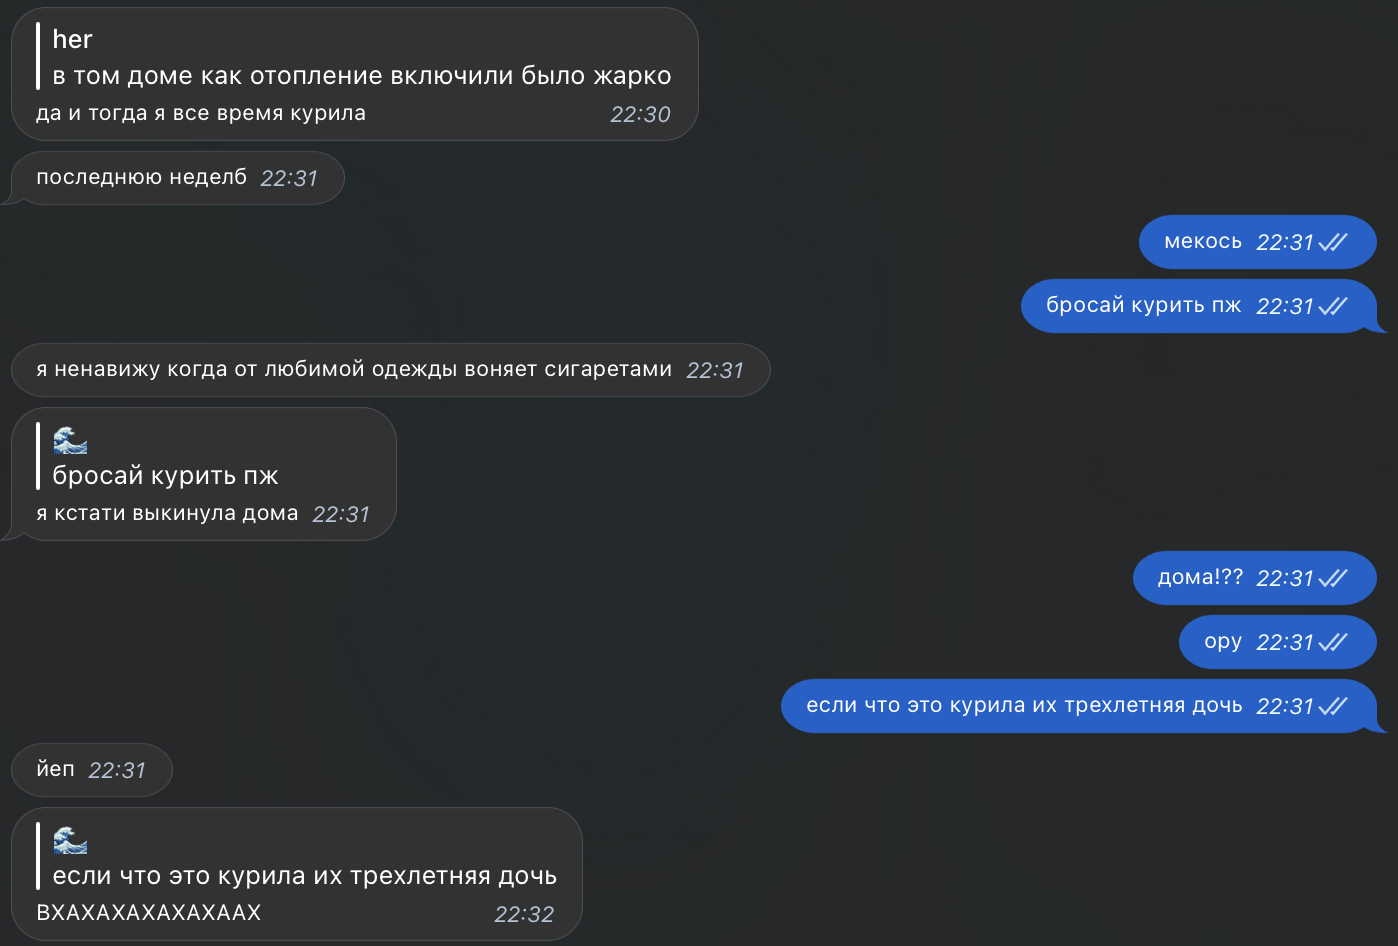 her
в том доме как отопление включили было жарко
да и тогда я все время курила 22:30
последнюю неделб 22:31
мекось 22:31
бросай курить пж 22:31
я ненавижу когда от любимой одежды воняет сигаретами 22:31
🌊
бросай курить пж
я кстати выкинула дома 22:31
дома!?? 22:31
ору 22:31
если что это курила их трехлетняя дочь 22:31
йеп 22:31
🌊
если что это курила их трехлетняя дочь
ВХАХАХАХАХАХААХ 22:32